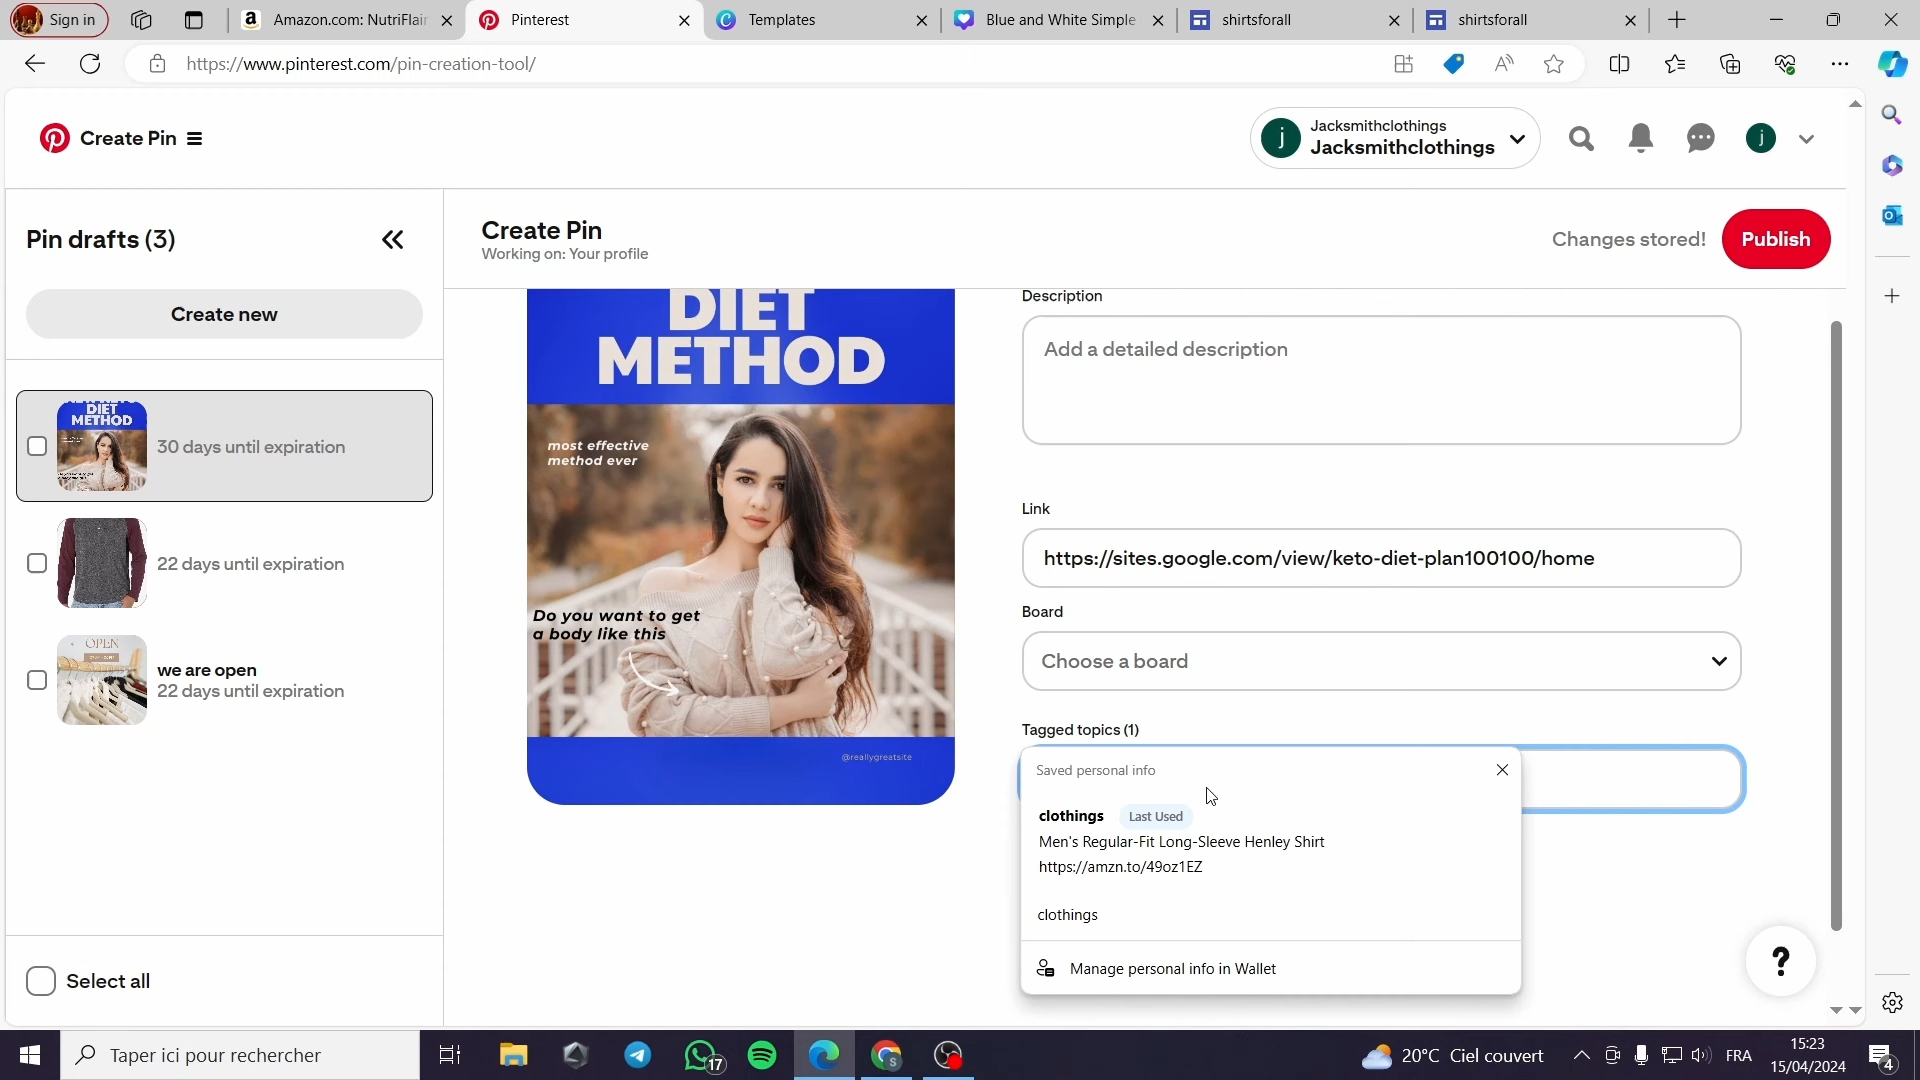 Sign in
Amazon.com: NutriFlair
Pinterest
Templates
Blue and White Simple
shirtsforall
shirtsforall
https://www.pinterest.com/pin-creation-tool/
Create Pin
Jacksmithclothings
Jacksmithclothings
j
j
Pin drafts (3)
Create new
30 days until expiration
22 days until expiration
we are open
22 days until expiration
Select all
Create Pin
Working on: Your profile
Changes stored!
Publish
DIET
METHOD
most effective
method ever
Do you want to get
a body like this
@reallygreatsite
Description
Add a detailed description
Link
https://sites.google.com/view/keto-diet-plan100100/home
Board
Choose a board
Tagged topics (1)
Saved personal info
clothings Last Used
Men's Regular-Fit Long-Sleeve Henley Shirt
https://amzn.to/49oz1EZ
clothings
Manage personal info in Wallet
?
DIET
METHOD
OPEN
Taper ici pour rechercher
17
20°C Ciel couvert
FRA
15:23
15/04/2024
4